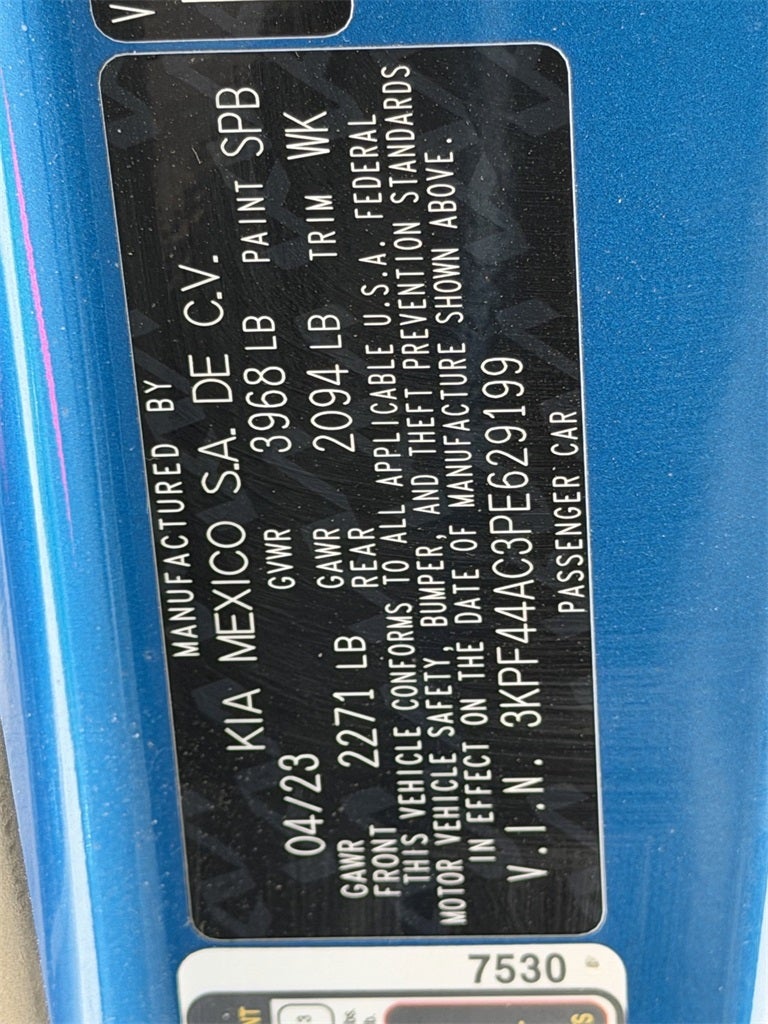 MANUFACTURED BY
KIA MEXICO S.A. DE C.V.
04/23 GVWR 3968 LB PAINT SPB
GAWR FRONT 2271 LB GAWR REAR 2094 LB TRIM WK
THIS VEHICLE CONFORMS TO ALL APPLICABLE U.S.A. FEDERAL
MOTOR VEHICLE SAFETY, BUMPER, AND THEFT PREVENTION STANDARDS
IN EFFECT ON THE DATE OF MANUFACTURE SHOWN ABOVE.
V.I.N. 3KPF44AC3PE629199
PASSENGER CAR
7530